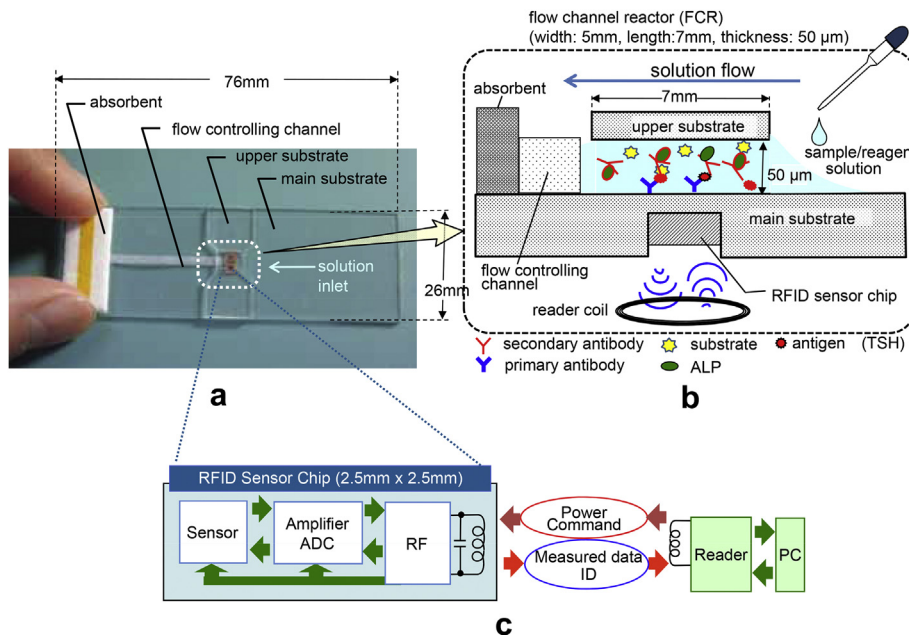 flow channel reactor (FCR)
(width: 5mm, length:7mm, thickness: 50 μm)
76mm
absorbent
flow controlling channel
upper substrate
main substrate
solution
inlet
26mm
a
solution flow
absorbent
7mm
upper substrate
sample/reagent
solution
50 μm
main substrate
flow controlling
channel
RFID sensor chip
reader coil
secondary antibody
substrate
antigen (TSH)
primary antibody
ALP
b
RFID Sensor Chip (2.5mm x 2.5mm)
Sensor
Amplifier
ADC
RF
Power
Command
Measured data
ID
Reader
PC
c